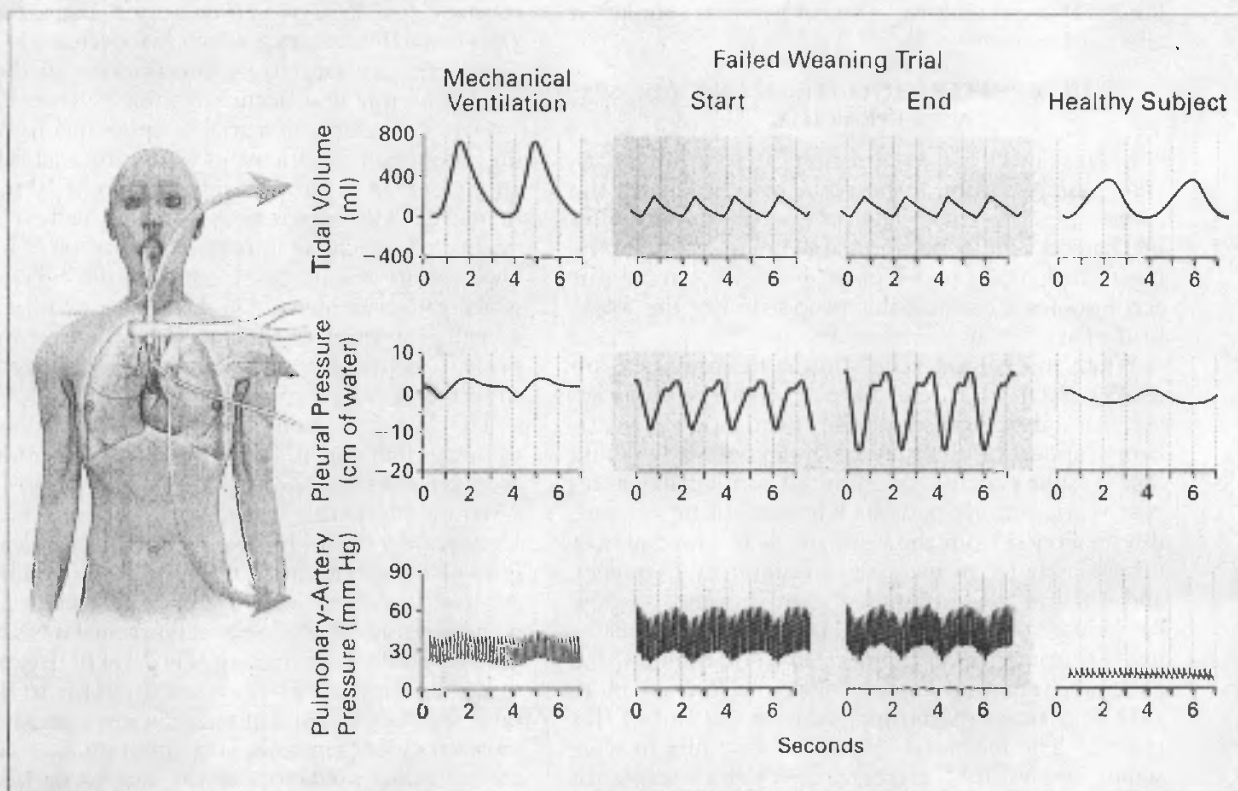 Failed Weaning Trial
Mechanical
Ventilation
Start
End
Healthy Subject
Tidal Volume
(ml)
800
400
0
−400
0 2 4 6
0 2 4 6
0 2 4 6
0 2 4 6
Pleural Pressure
(cm of water)
10
0
−10
−20
0 2 4 6
0 2 4 6
0 2 4 6
0 2 4 6
Pulmonary-Artery
Pressure (mm Hg)
90
60
30
0
0 2 4 6
0 2 4 6
0 2 4 6
0 2 4 6
Seconds